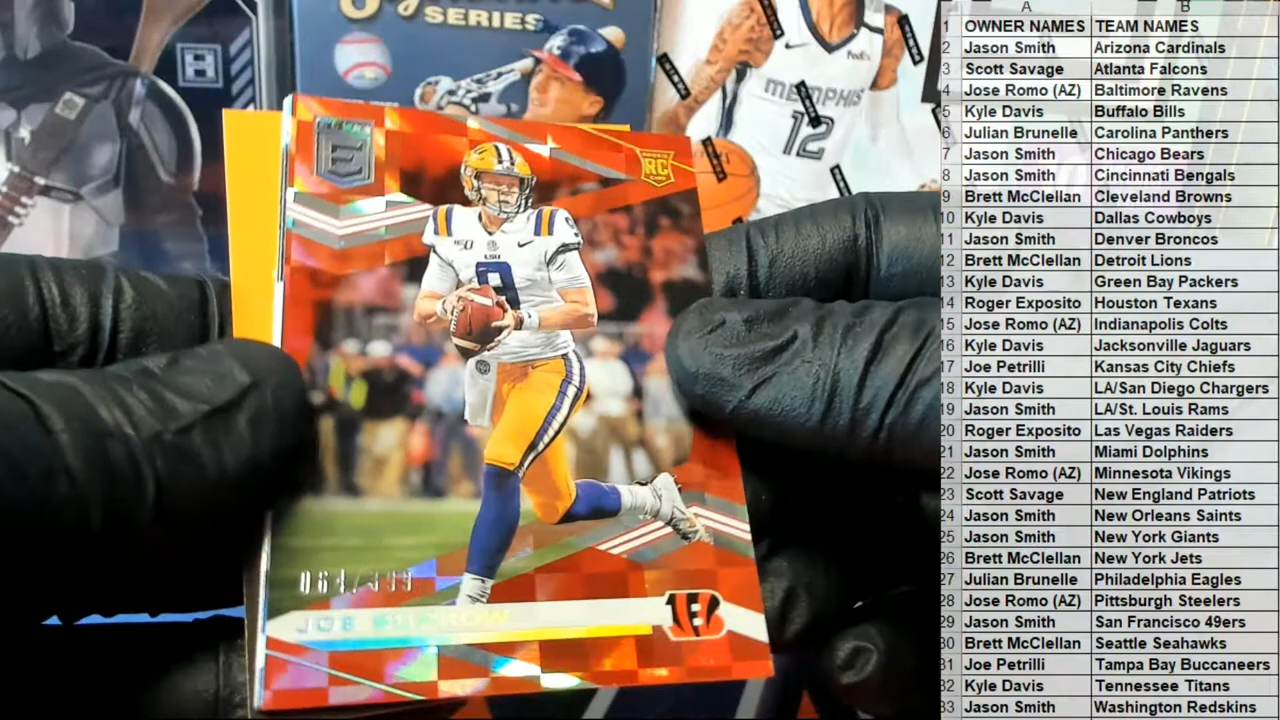 SERIES
FedEx
MEMPHIS
12
E
ROOKIE
RC
CARD
9
150
LSU
9
JOE BURROW
B
A B
1 OWNER NAMES TEAM NAMES
2 Jason Smith Arizona Cardinals
3 Scott Savage Atlanta Falcons
4 Jose Romo (AZ) Baltimore Ravens
5 Kyle Davis Buffalo Bills
6 Julian Brunelle Carolina Panthers
7 Jason Smith Chicago Bears
8 Jason Smith Cincinnati Bengals
9 Brett McClellan Cleveland Browns
10 Kyle Davis Dallas Cowboys
11 Jason Smith Denver Broncos
12 Brett McClellan Detroit Lions
13 Kyle Davis Green Bay Packers
14 Roger Exposito Houston Texans
15 Jose Romo (AZ) Indianapolis Colts
16 Kyle Davis Jacksonville Jaguars
17 Joe Petrilli Kansas City Chiefs
18 Kyle Davis LA/San Diego Chargers
19 Jason Smith LA/St. Louis Rams
20 Roger Exposito Las Vegas Raiders
21 Jason Smith Miami Dolphins
22 Jose Romo (AZ) Minnesota Vikings
23 Scott Savage New England Patriots
24 Jason Smith New Orleans Saints
25 Jason Smith New York Giants
26 Brett McClellan New York Jets
27 Julian Brunelle Philadelphia Eagles
28 Jose Romo (AZ) Pittsburgh Steelers
29 Jason Smith San Francisco 49ers
30 Brett McClellan Seattle Seahawks
31 Joe Petrilli Tampa Bay Buccaneers
32 Kyle Davis Tennessee Titans
33 Jason Smith Washington Redskins